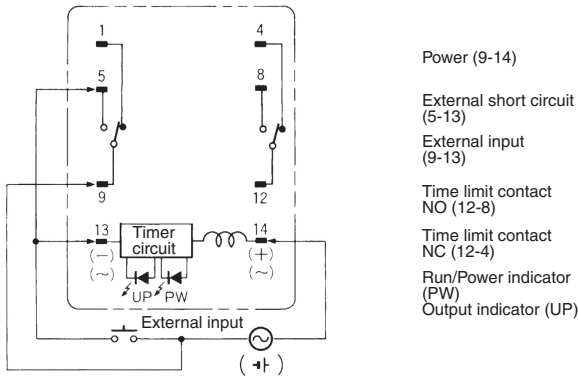 1
4
5
8
9
12
13
14
(−)
(~)
Timer
circuit
(+)
(~)
UP
PW
External input
Power (9-14)
External short circuit
(5-13)
External input
(9-13)
Time limit contact
NO (12-8)
Time limit contact
NC (12-4)
Run/Power indicator
(PW)
Output indicator (UP)